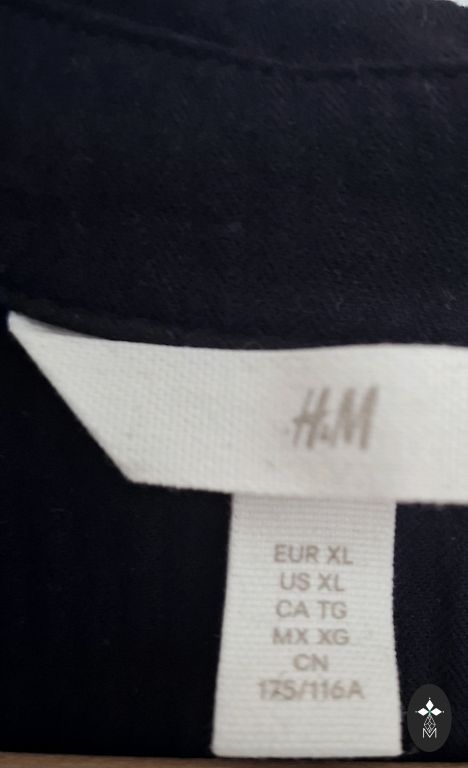 H&M
EUR XL
US XL
CA TG
MX XG
CN
175/116A
M